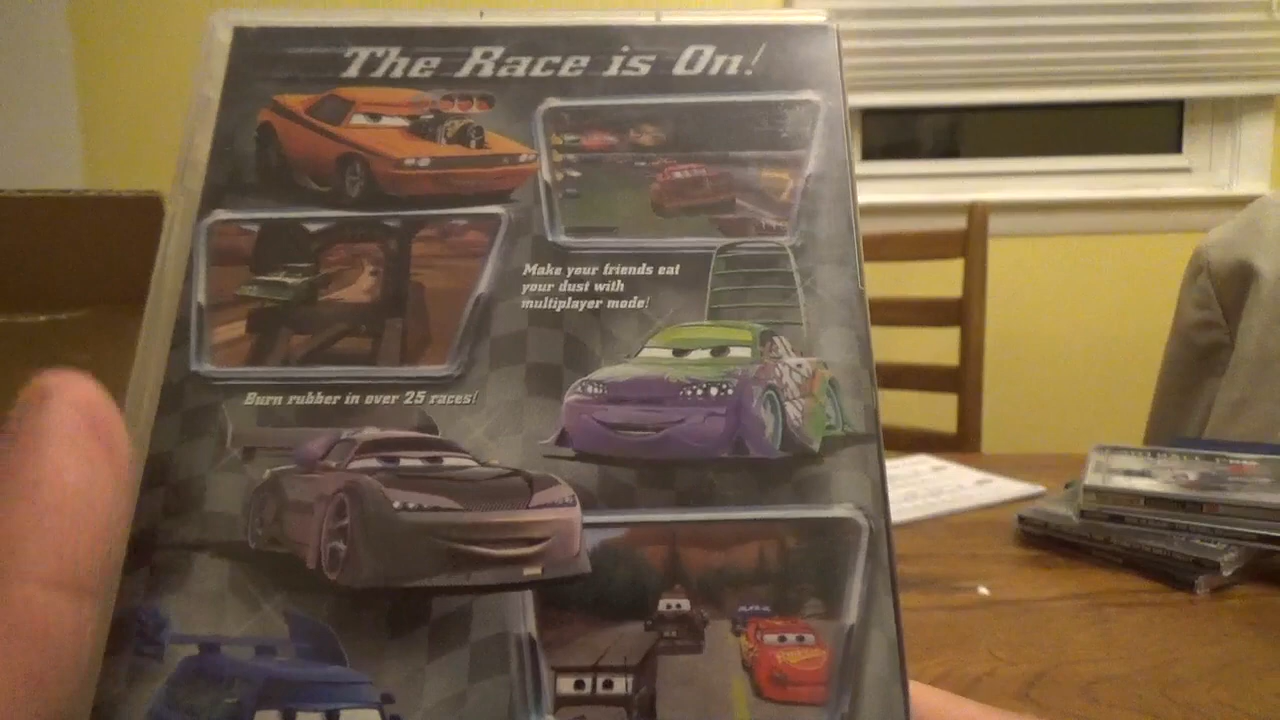 The Race is On!
Make your friends eat
your dust with
multiplayer mode!
Burn rubber in over 25 races!